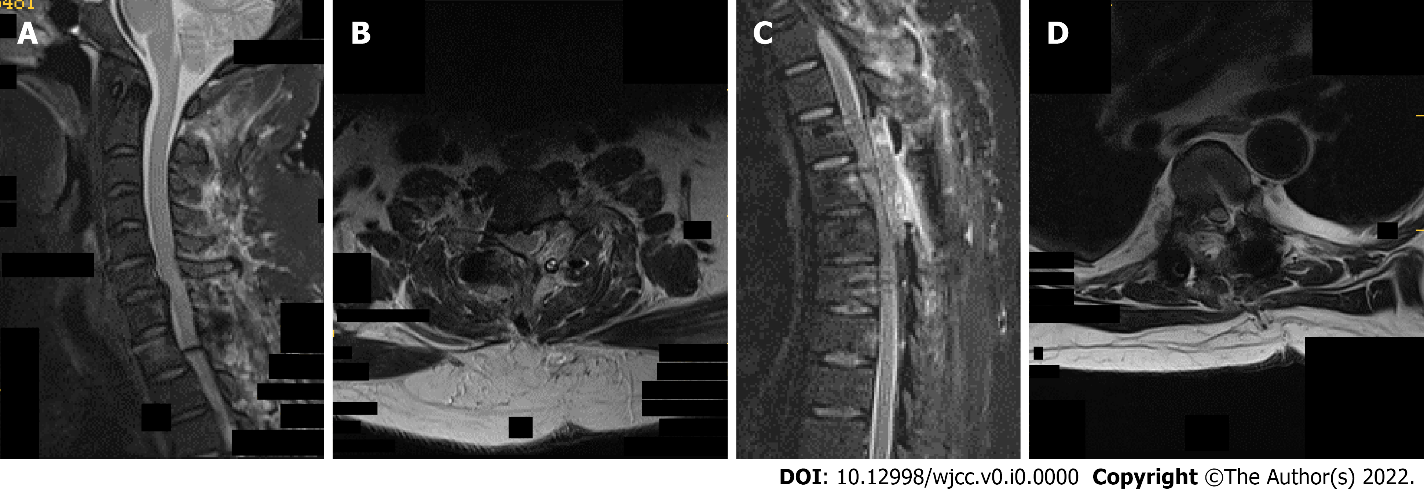 A
B
C
D
DOI: 10.12998/wjcc.v0.i0.0000 Copyright ©The Author(s) 2022.